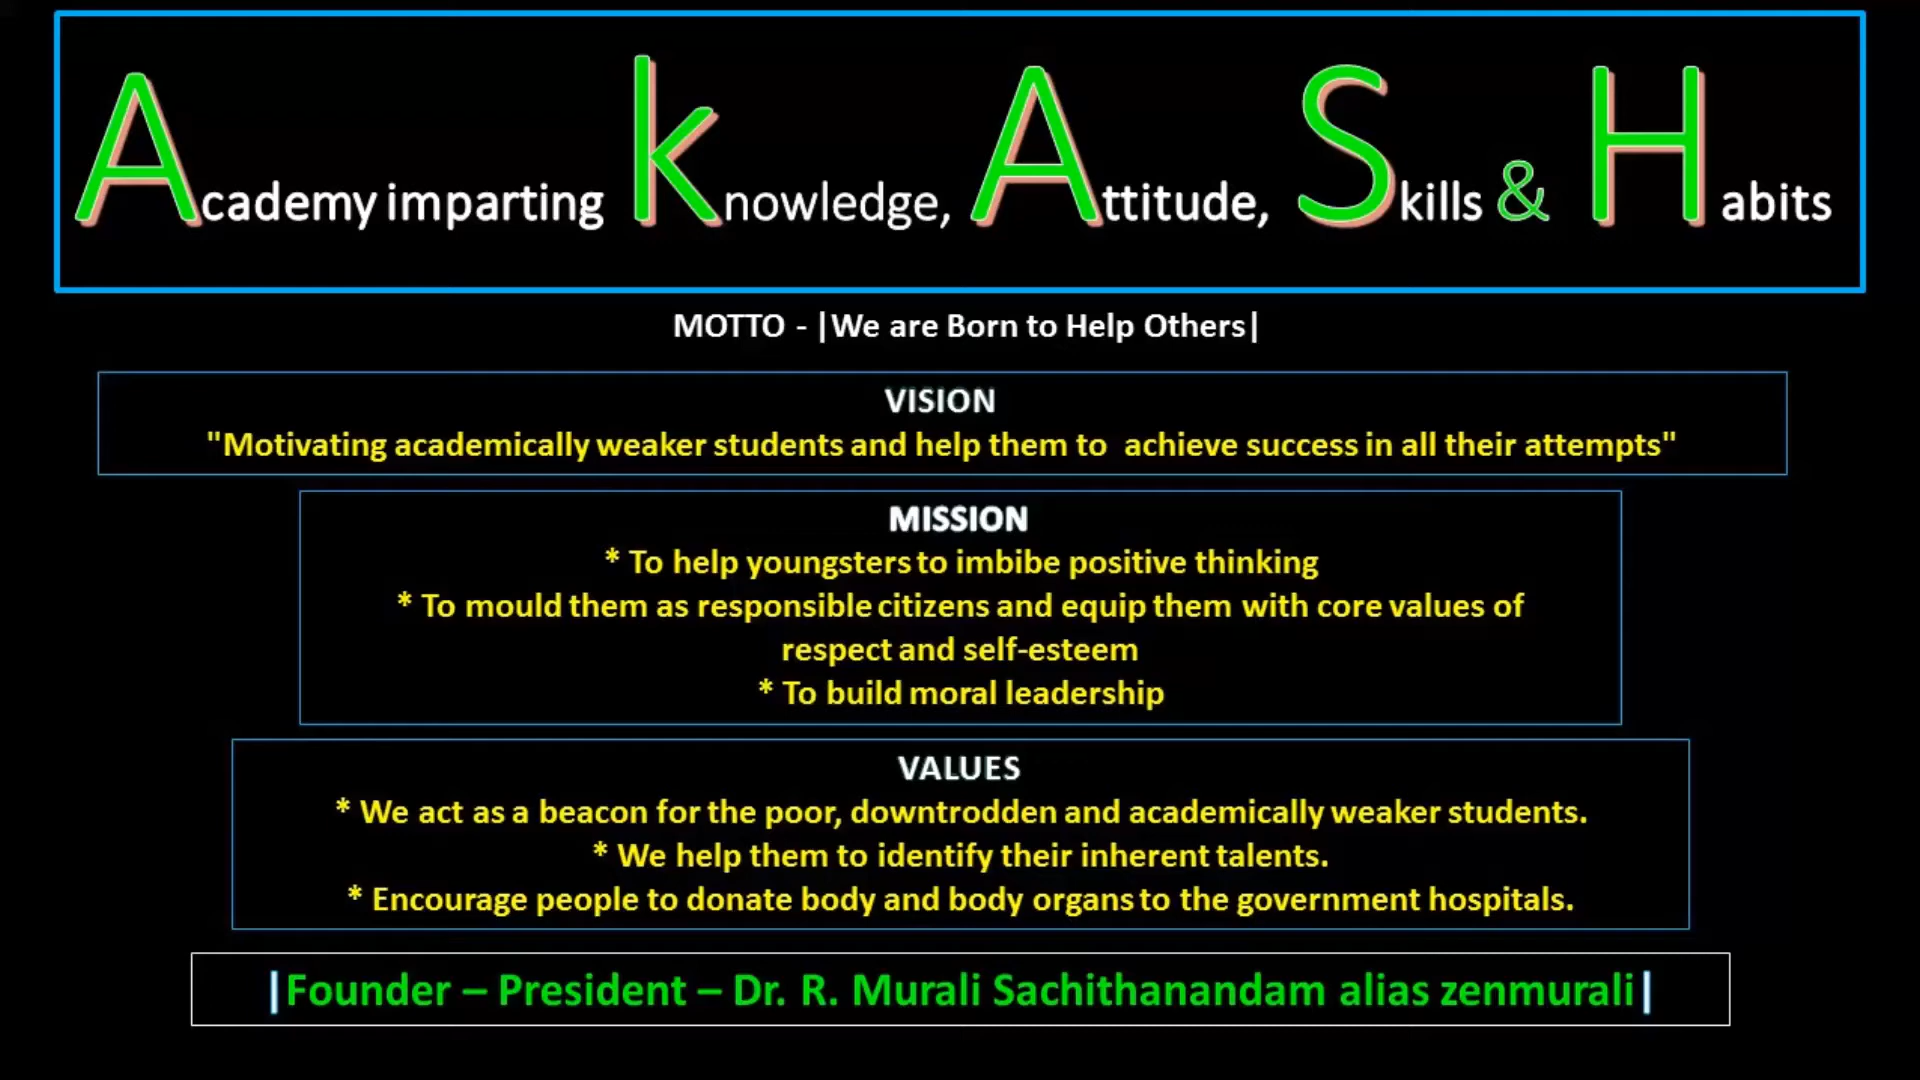 Academy imparting knowledge, Attitude, Skills & Habits
MOTTO - |We are Born to Help Others|
VISION
"Motivating academically weaker students and help them to achieve success in all their attempts"
MISSION
* To help youngsters to imbibe positive thinking
* To mould them as responsible citizens and equip them with core values of
respect and self-esteem
* To build moral leadership
VALUES
* We act as a beacon for the poor, downtrodden and academically weaker students.
* We help them to identify their inherent talents.
* Encourage people to donate body and body organs to the government hospitals.
|Founder – President – Dr. R. Murali Sachithanandam alias zenmurali|